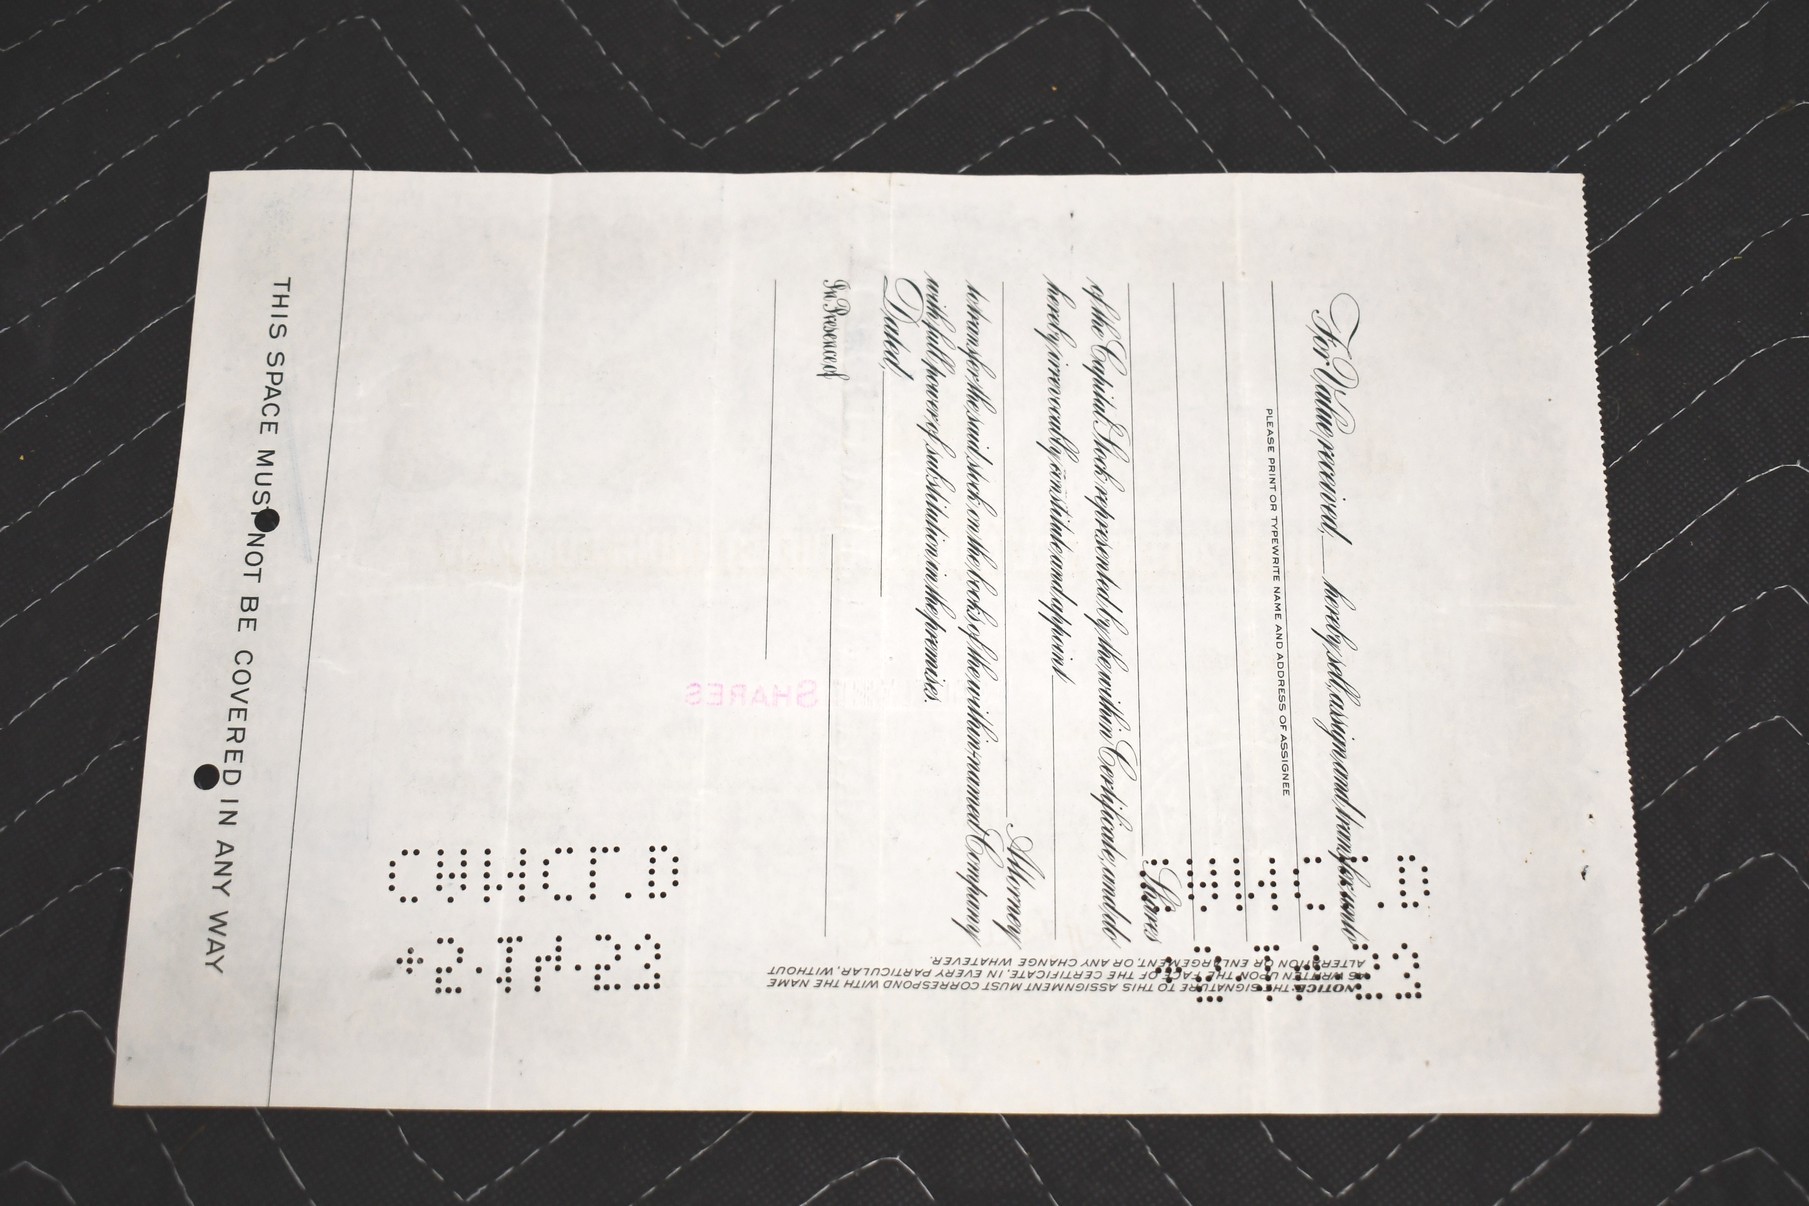 For Value received, hereby sell, assign and transfer unto
PLEASE PRINT OR TYPEWRITE NAME AND ADDRESS OF ASSIGNEE
Shares
of the Capital Stock represented by the within Certificate, and do
hereby irrevocably constitute and appoint
Attorney
to transfer the said stock on the books of the within-named Company
with full power of substitution in the premises.
Dated,
In Presence of
NOTICE: THE SIGNATURE TO THIS ASSIGNMENT MUST CORRESPOND WITH THE NAME
AS WRITTEN UPON THE FACE OF THE CERTIFICATE, IN EVERY PARTICULAR, WITHOUT
ALTERATION OR ENLARGEMENT, OR ANY CHANGE WHATEVER.
SHARES
THIS SPACE MUST NOT BE COVERED IN ANY WAY